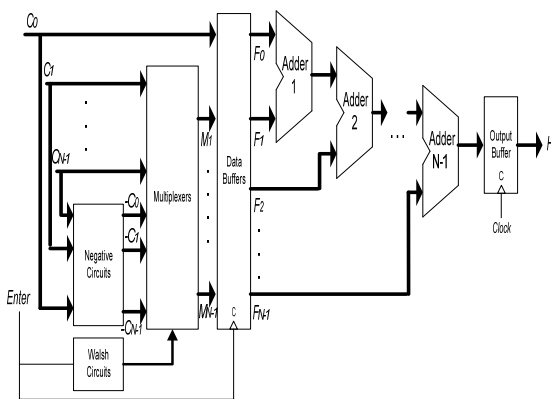 C0
C1
CN-1
Enter
-C0
-C1
-CN-1
Negative
Circuits
Walsh
Circuits
Multiplexers
M1
MN-1
Data
Buffers
C
F0
F1
F2
FN-1
Adder
1
Adder
2
...
Adder
N-1
Output
Buffer
C
Clock